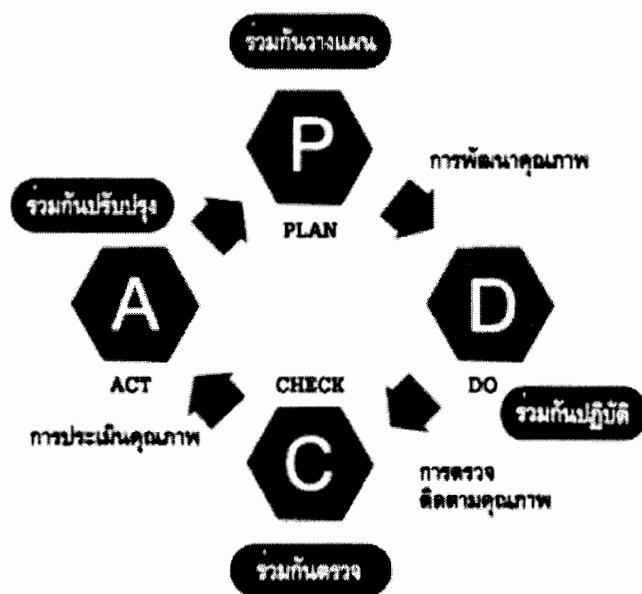 ร่วมกันวางแผน
P
การพัฒนาคุณภาพ
ร่วมกันปรับปรุง
PLAN
A
D
ACT
CHECK
DO
ร่วมกันปฏิบัติ
การประเมินคุณภาพ
C
การตรวจ
ติดตามคุณภาพ
ร่วมกันตรวจ